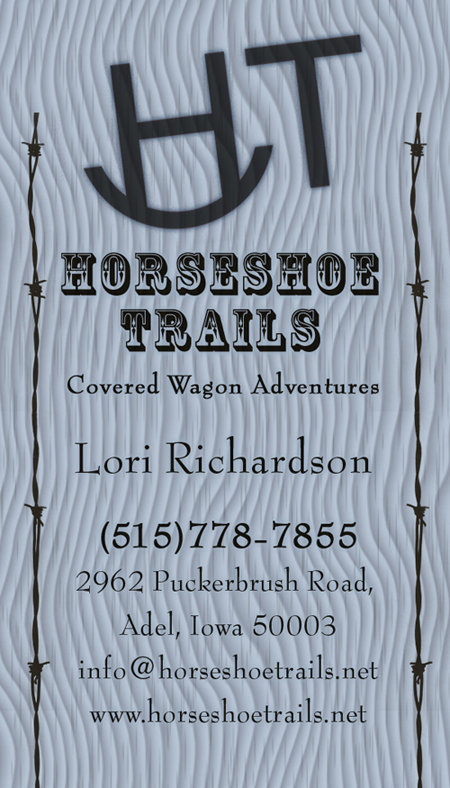 HT
HORSESHOE
TRAILS
Covered Wagon Adventures
Lori Richardson
(515)778-7855
2962 Puckerbrush Road,
Adel, Iowa 50003
info@horseshoetrails.net
www.horseshoetrails.net